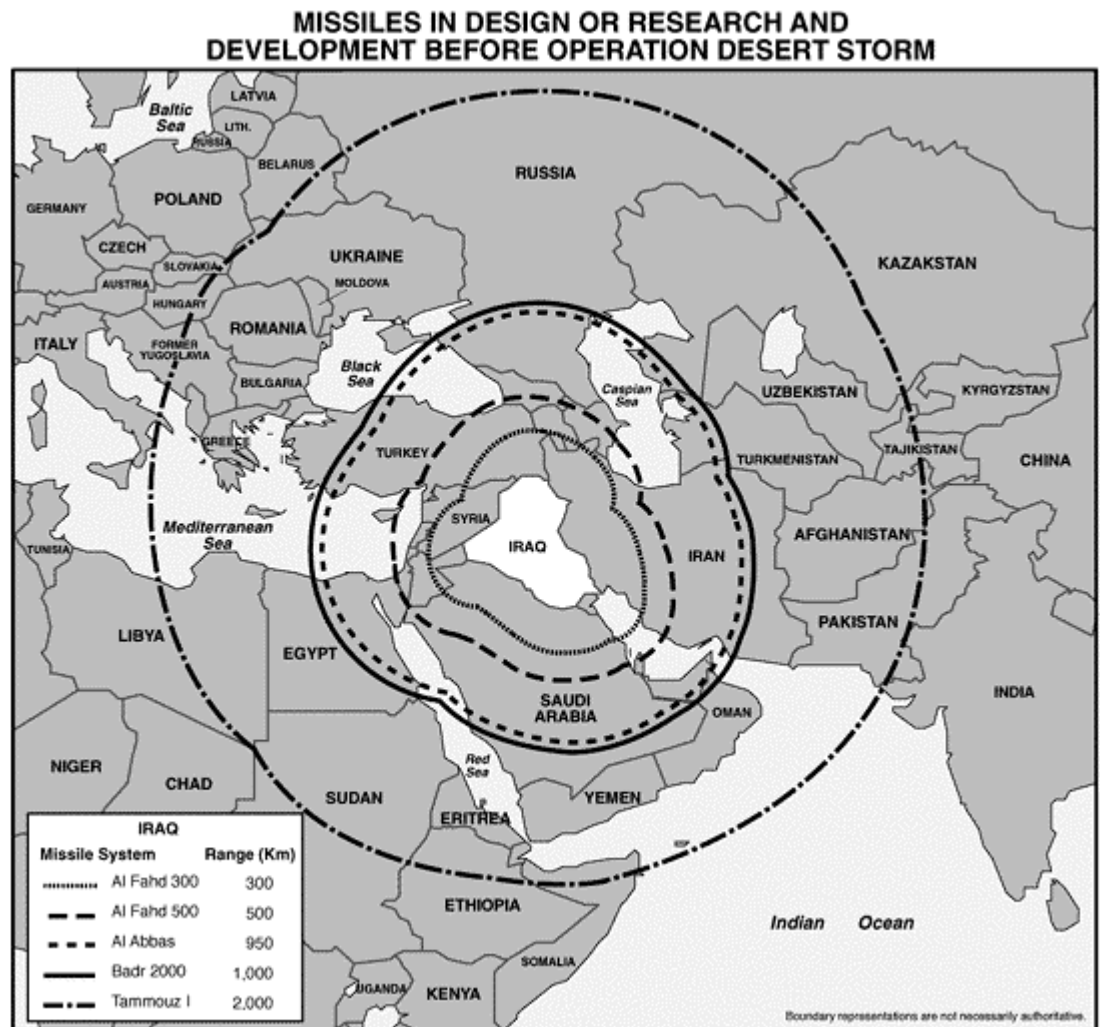 MISSILES IN DESIGN OR RESEARCH AND
DEVELOPMENT BEFORE OPERATION DESERT STORM
LATVIA
Baltic
Sea
LITH.
RUSSIA
BELARUS
RUSSIA
POLAND
GERMANY
CZECH
UKRAINE
SLOVAKIA
KAZAKSTAN
AUSTRIA
MOLDOVA
HUNGARY
ROMANIA
ITALY
FORMER
YUGOSLAVIA
Black
Sea
BULGARIA
Caspian
Sea
UZBEKISTAN
KYRGYZSTAN
GREECE
TURKEY
TURKMENISTAN
TAJIKISTAN
CHINA
Mediterranean
Sea
SYRIA
IRAQ
IRAN
AFGHANISTAN
TUNISIA
LIBYA
EGYPT
PAKISTAN
SAUDI
ARABIA
INDIA
OMAN
NIGER
CHAD
SUDAN
Red
Sea
YEMEN
ERITREA
ETHIOPIA
Indian Ocean
SOMALIA
UGANDA
KENYA
IRAQ
Missile System Range (Km)
Al Fahd 300 300
Al Fahd 500 500
Al Abbas 950
Badr 2000 1,000
Tammouz I 2,000
Boundary representations are not necessarily authoritative.